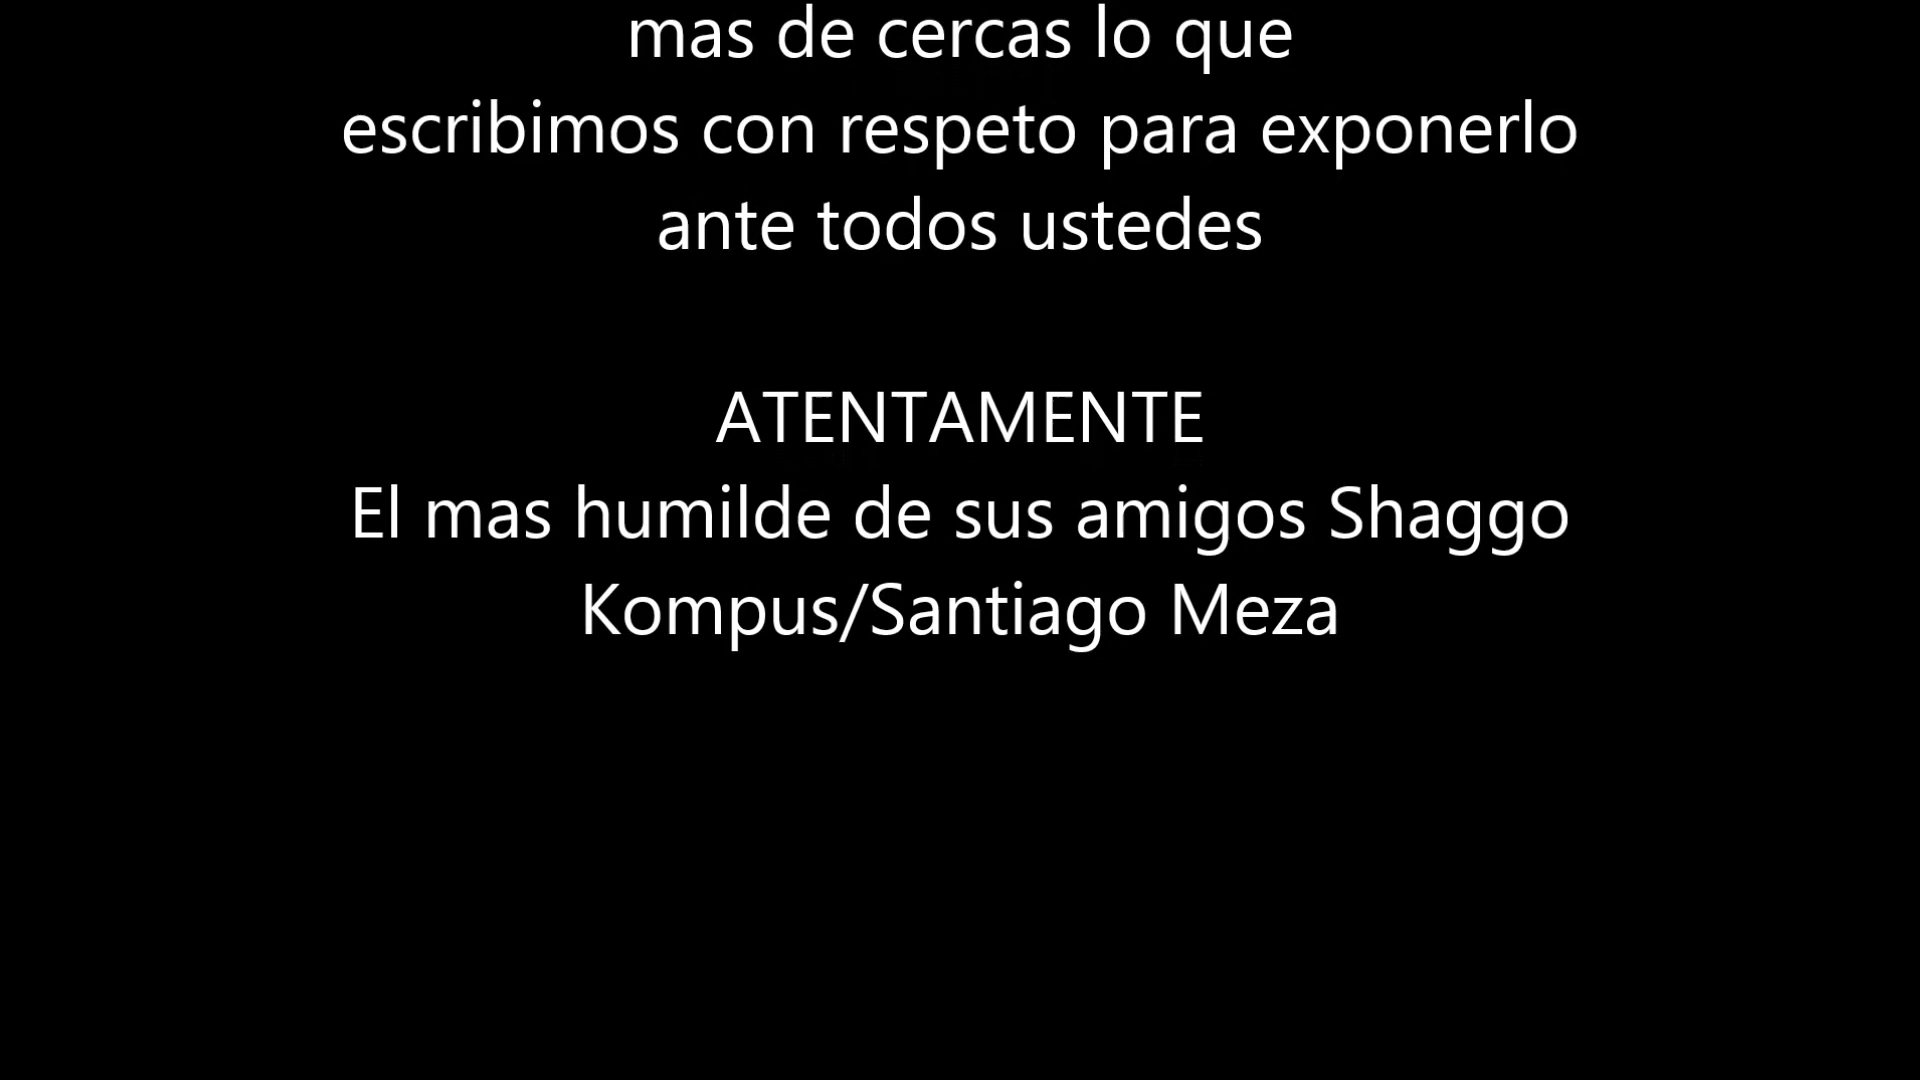 mas de cercas lo que
escribimos con respeto para exponerlo
ante todos ustedes
ATENTAMENTE
El mas humilde de sus amigos Shaggo
Kompus/Santiago Meza